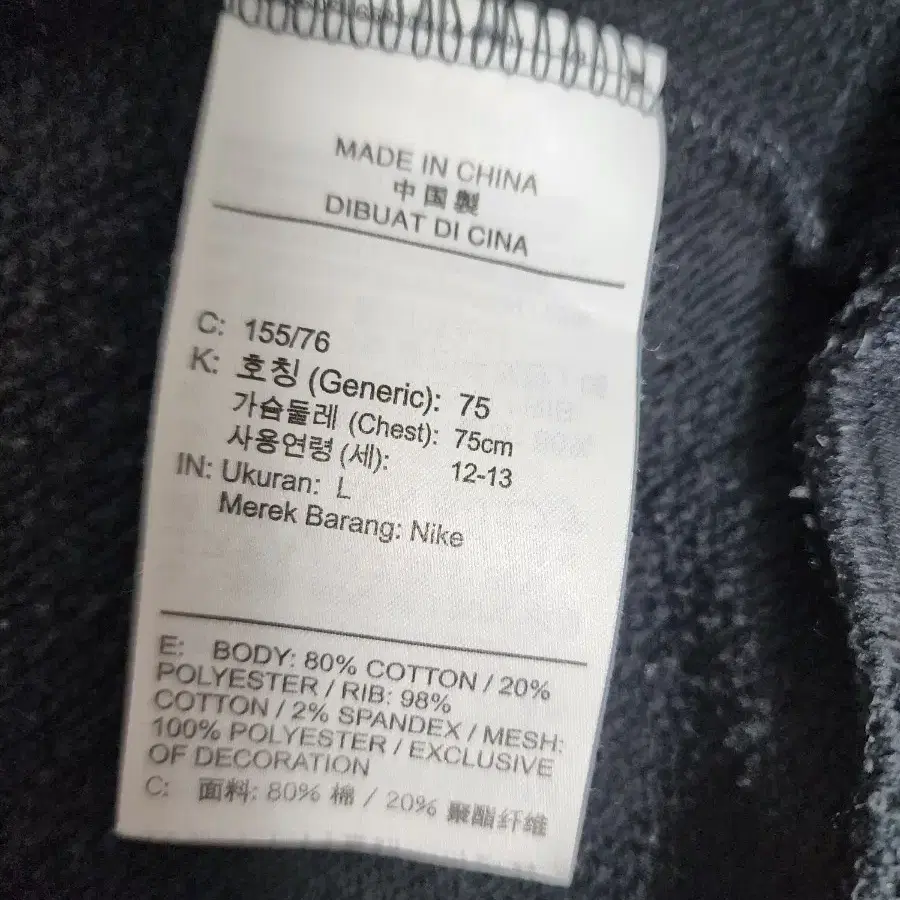 MADE IN CHINA
中国製
DIBUAT DI CINA
C: 155/76
K: 호칭 (Generic): 75
가슴둘레 (Chest): 75cm
사용연령 (세): 12-13
IN: Ukuran: L
Merek Barang: Nike
E: BODY: 80% COTTON / 20%
POLYESTER / RIB: 98%
COTTON / 2% SPANDEX / MESH:
100% POLYESTER / EXCLUSIVE
OF DECORATION
C: 面料: 80% 棉 / 20% 聚酯纤维